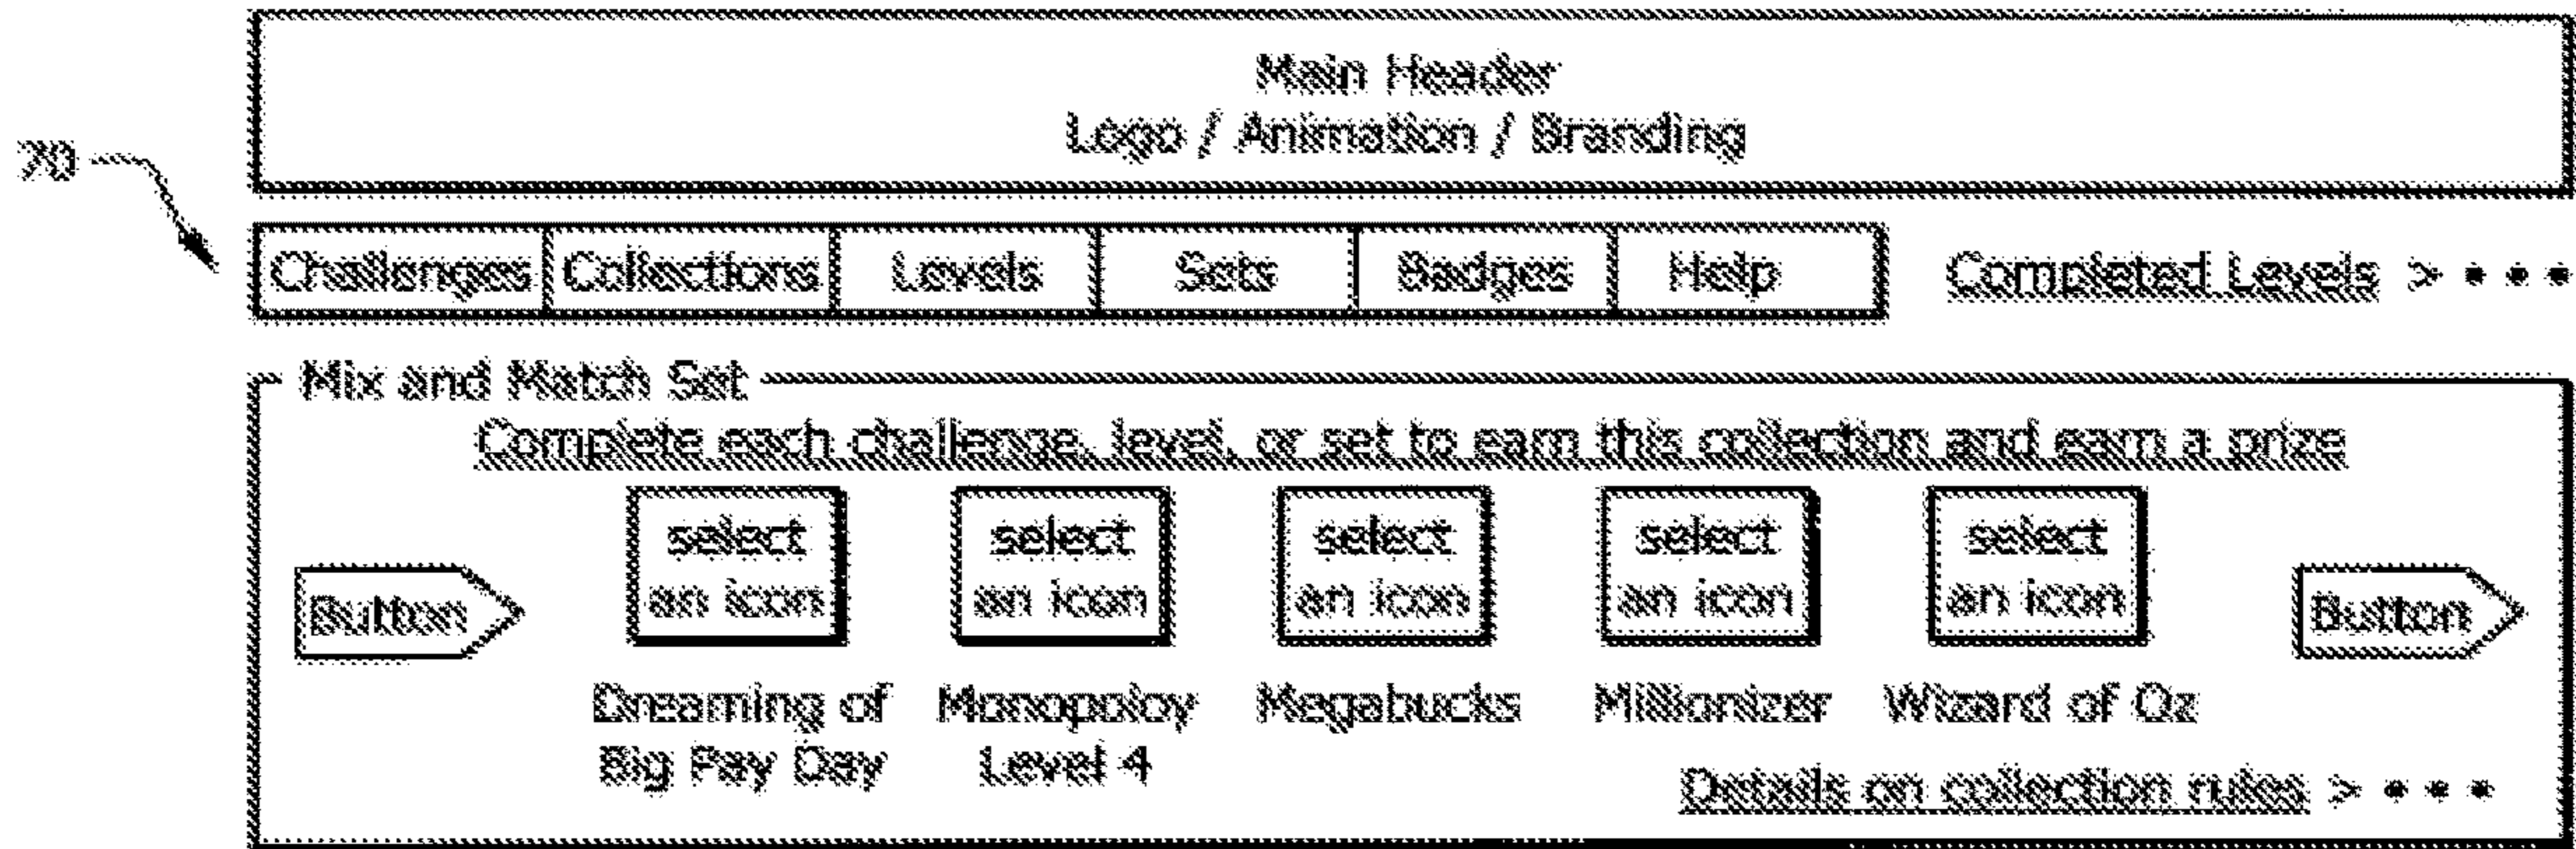 Main Header
Logo / Animation / Branding
70
Challenges Collections Levels Sets Badges Help Completed Levels > • • •
Mix and Match Set
Complete each challenge, level, or set to earn this collection and earn a prize
select an icon select an icon select an icon select an icon select an icon
Button Button
Dreaming of Big Pay Day Monopoloy Level 4 Megabucks Millionizer Wizard of Oz
Details on collection rules > • • •